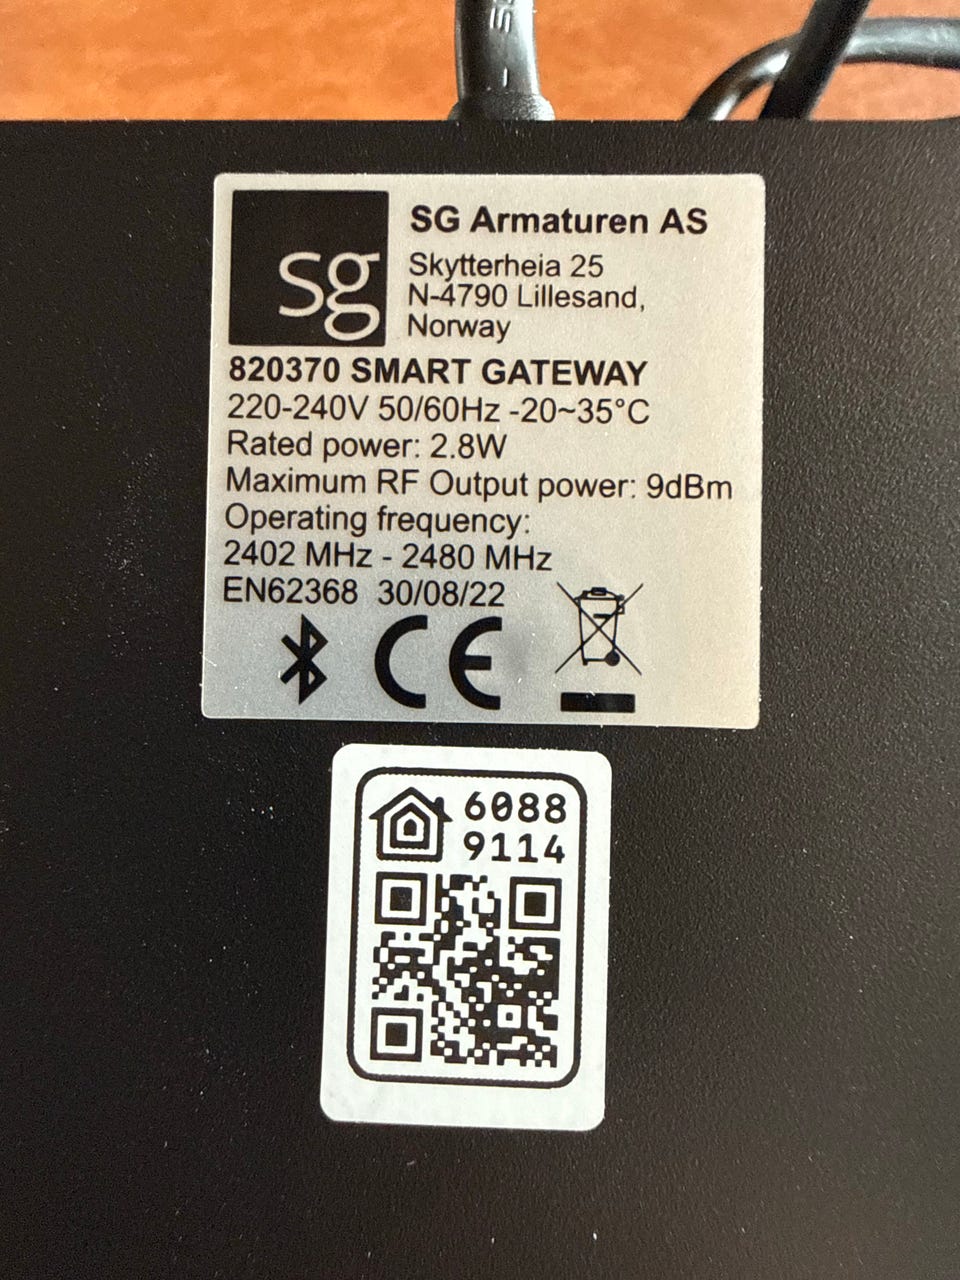 sg
SG Armaturen AS
Skytterheia 25
N-4790 Lillesand,
Norway
820370 SMART GATEWAY
220-240V 50/60Hz -20~35°C
Rated power: 2.8W
Maximum RF Output power: 9dBm
Operating frequency:
2402 MHz - 2480 MHz
EN62368 30/08/22
CE
6088
9114